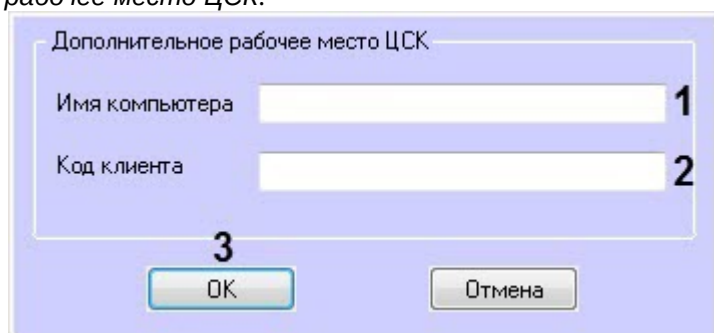 рабочее место ЦСК.
Дополнительное рабочее место ЦСК
Имя компьютера 1
Код клиента 2
3
OK Отмена